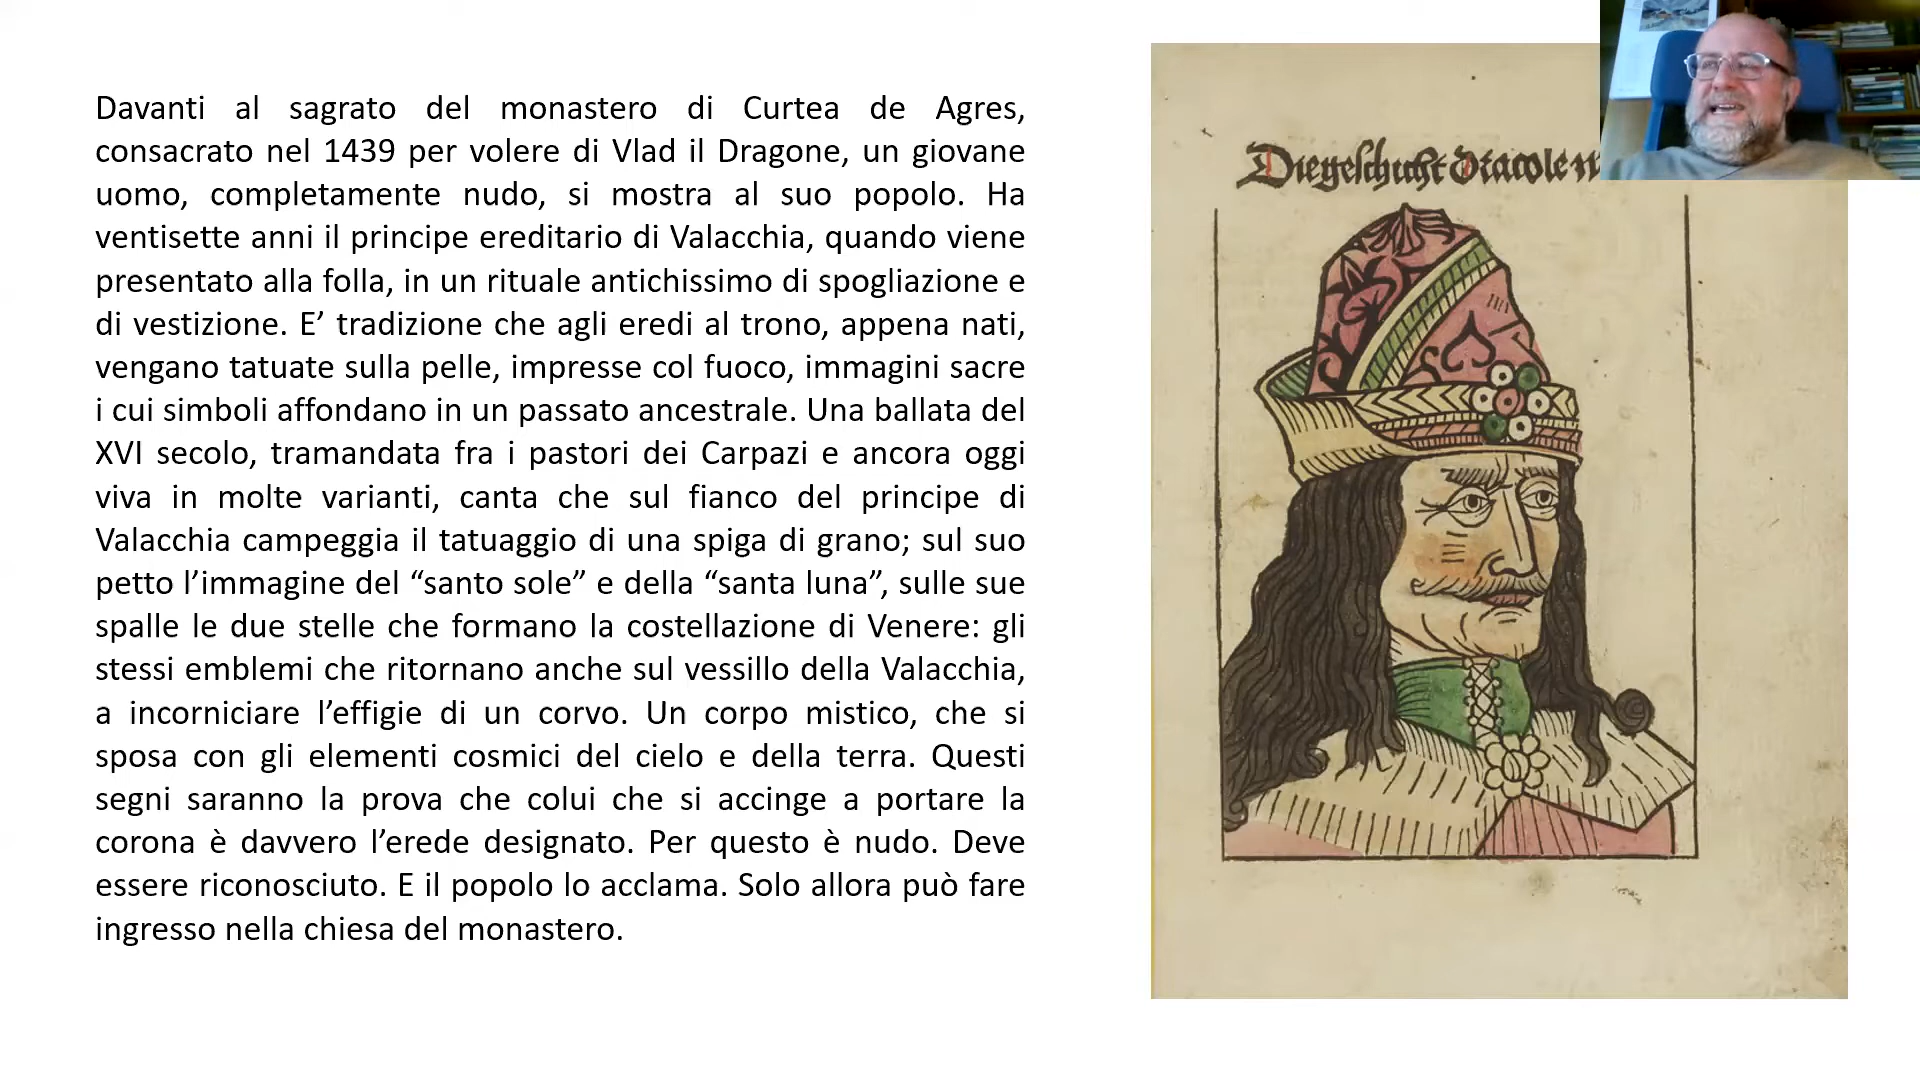 Davanti al sagrato del monastero di Curtea de Agres,
consacrato nel 1439 per volere di Vlad il Dragone, un giovane
uomo, completamente nudo, si mostra al suo popolo. Ha
ventisette anni il principe ereditario di Valacchia, quando viene
presentato alla folla, in un rituale antichissimo di spogliazione e
di vestizione. E’ tradizione che agli eredi al trono, appena nati,
vengano tatuate sulla pelle, impresse col fuoco, immagini sacre
i cui simboli affondano in un passato ancestrale. Una ballata del
XVI secolo, tramandata fra i pastori dei Carpazi e ancora oggi
viva in molte varianti, canta che sul fianco del principe di
Valacchia campeggia il tatuaggio di una spiga di grano; sul suo
petto l’immagine del “santo sole” e della “santa luna”, sulle sue
spalle le due stelle che formano la costellazione di Venere: gli
stessi emblemi che ritornano anche sul vessillo della Valacchia,
a incorniciare l’effigie di un corvo. Un corpo mistico, che si
sposa con gli elementi cosmici del cielo e della terra. Questi
segni saranno la prova che colui che si accinge a portare la
corona è davvero l’erede designato. Per questo è nudo. Deve
essere riconosciuto. E il popolo lo acclama. Solo allora può fare
ingresso nella chiesa del monastero.
Die geschicht dracole